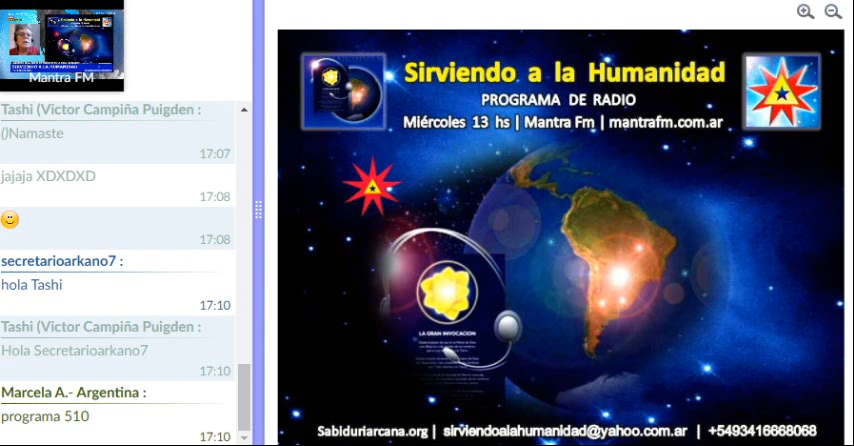 Mantra FM
Tashi (Victor Campiña Puigden :
()Namaste
17:07
jajaja XDXDXD
17:08
17:08
secretarioarkano7 :
hola Tashi
17:10
Tashi (Victor Campiña Puigden :
Hola Secretarioarkano7
17:10
Marcela A.- Argentina :
programa 510
17:10
Sirviendo a la Humanidad
PROGRAMA DE RADIO
Miércoles 13 hs | Mantra Fm | mantrafm.com.ar
LA GRAN INVOCACION
Sabiduriarcana.org | sirviendoalahumanidad@yahoo.com.ar | +5493416668068